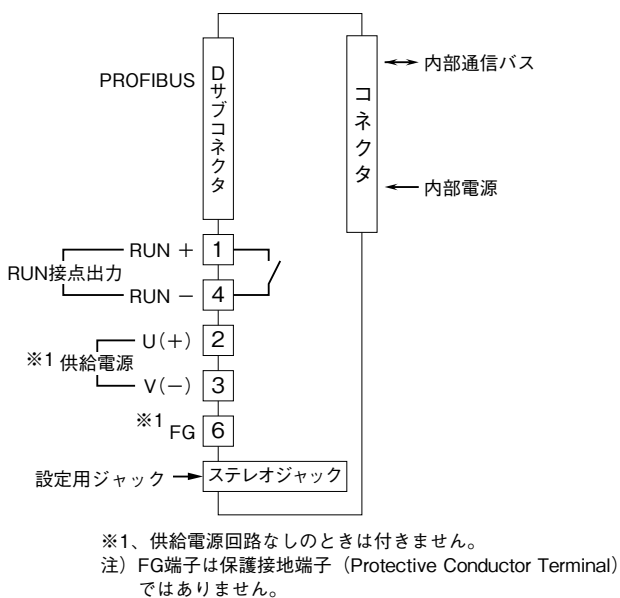 PROFIBUS
Dサブコネクタ
コネクタ
内部通信バス
内部電源
RUN接点出力
RUN +
1
RUN −
4
※1 供給電源
U(+)
2
V(−)
3
※1 FG
6
設定用ジャック
ステレオジャック
※1、供給電源回路なしのときは付きません。
注）FG端子は保護接地端子（Protective Conductor Terminal）
ではありません。